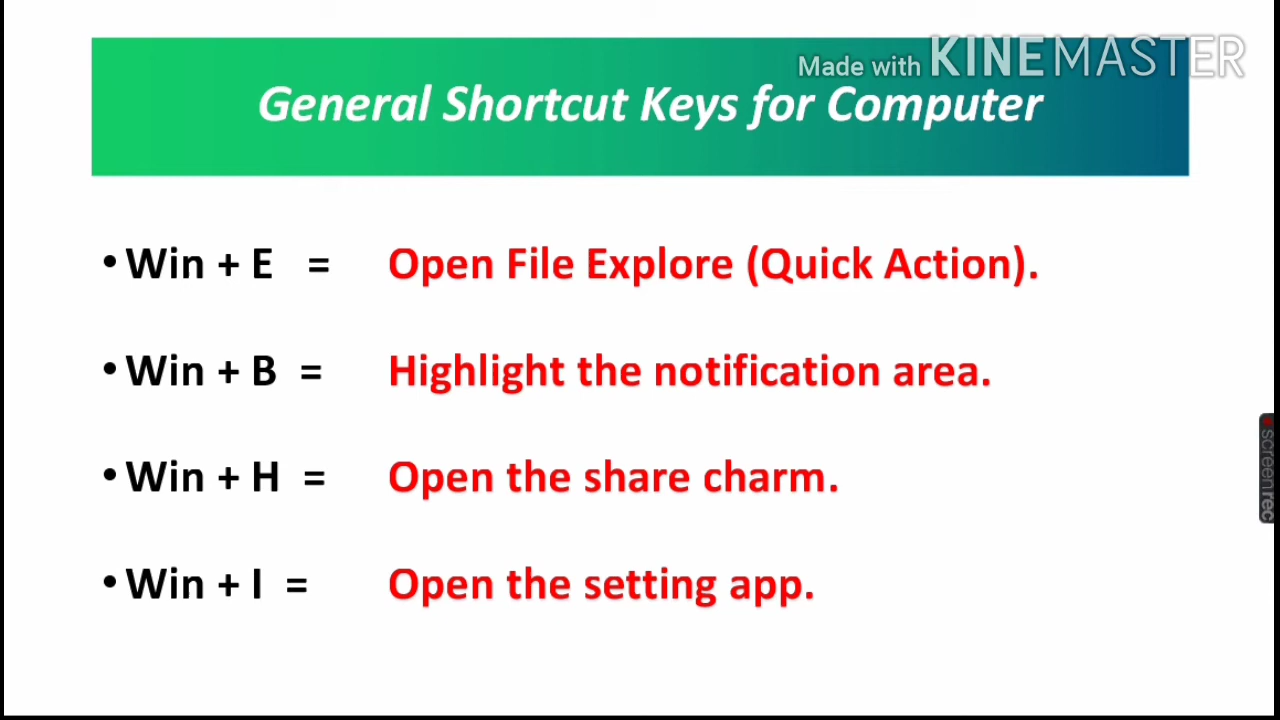 Made with KINEMASTER
General Shortcut Keys for Computer
• Win + E = Open File Explore (Quick Action).
• Win + B = Highlight the notification area.
• Win + H = Open the share charm.
• Win + I = Open the setting app.
screenrec